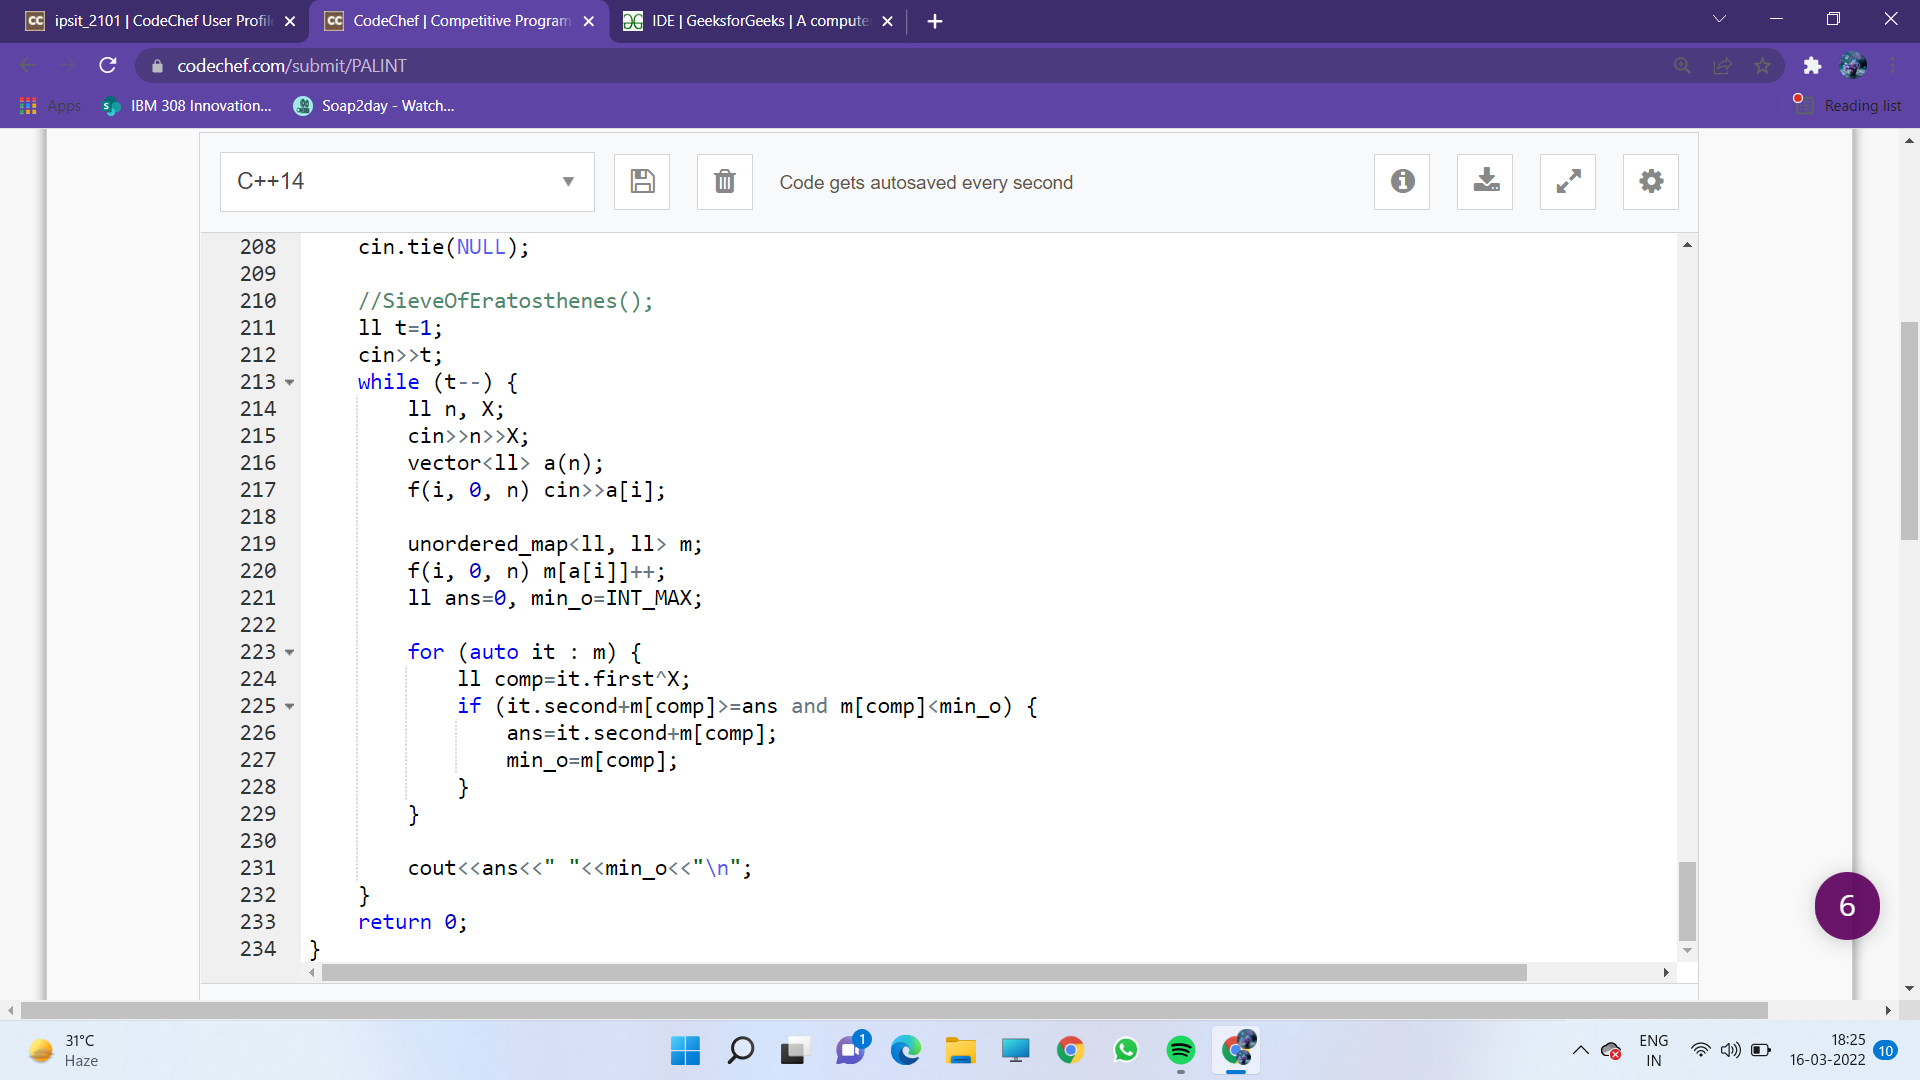 ipsit_2101 | CodeChef User Profil
CodeChef | Competitive Program
IDE | GeeksforGeeks | A compute
codechef.com/submit/PALINT
Apps
IBM 308 Innovation...
Soap2day - Watch...
Reading list
C++14
Code gets autosaved every second
208 cin.tie(NULL);
209
210 //SieveOfEratosthenes();
211 ll t=1;
212 cin>>t;
213 while (t--) {
214 ll n, X;
215 cin>>n>>X;
216 vector<ll> a(n);
217 f(i, 0, n) cin>>a[i];
218
219 unordered_map<ll, ll> m;
220 f(i, 0, n) m[a[i]]++;
221 ll ans=0, min_o=INT_MAX;
222
223 for (auto it : m) {
224 ll comp=it.first^X;
225 if (it.second+m[comp]>=ans and m[comp]<min_o) {
226 ans=it.second+m[comp];
227 min_o=m[comp];
228 }
229 }
230
231 cout<<ans<<" "<<min_o<<"\n";
232 }
233 return 0;
234 }
6
31°C
Haze
1
ENG
IN
18:25
16-03-2022
10